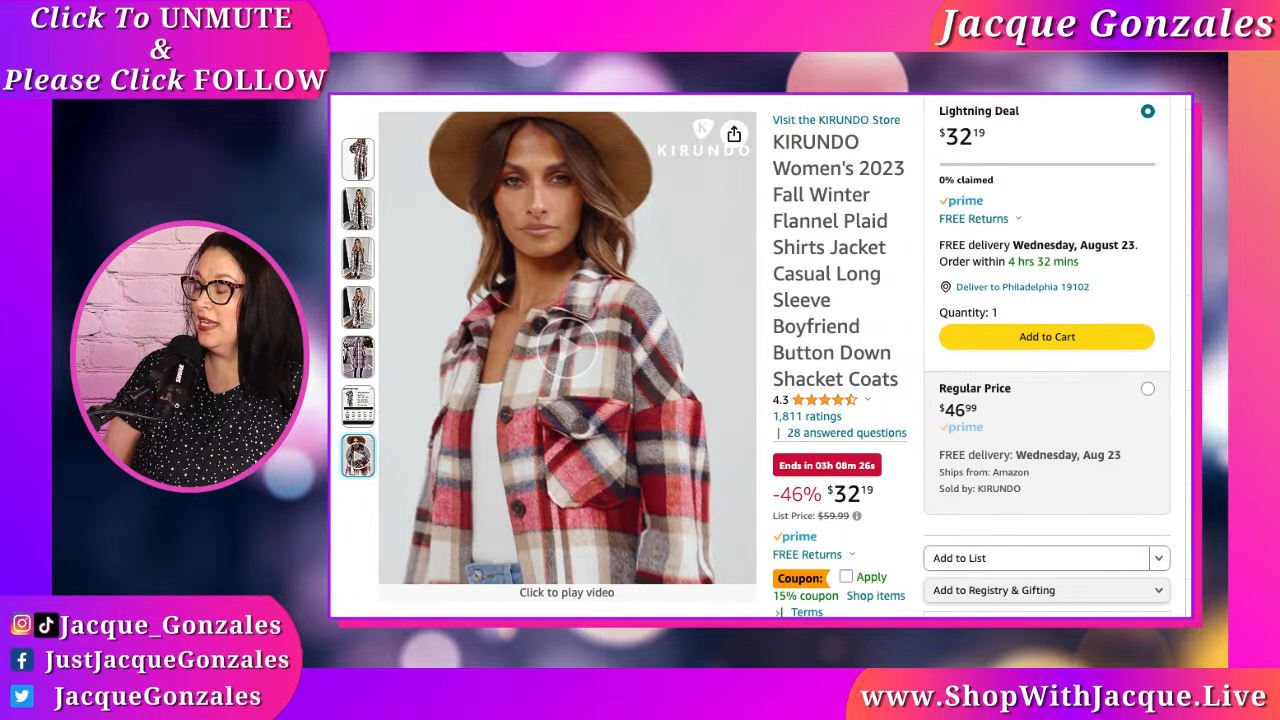 Click To UNMUTE
&
Please Click FOLLOW
Jacque Gonzales
KIRUNDO
Click to play video
Visit the KIRUNDO Store
KIRUNDO
Women's 2023
Fall Winter
Flannel Plaid
Shirts Jacket
Casual Long
Sleeve
Boyfriend
Button Down
Shacket Coats
4.3
1,811 ratings
| 28 answered questions
Ends in 03h 08m 26s
-46% $32 19
List Price: $59.99
prime
FREE Returns
Coupon: Apply
15% coupon Shop items
>| Terms
Lightning Deal
$32 19
0% claimed
prime
FREE Returns
FREE delivery Wednesday, August 23.
Order within 4 hrs 32 mins
Deliver to Philadelphia 19102
Quantity: 1
Add to Cart
Regular Price
$46 99
prime
FREE delivery: Wednesday, Aug 23
Ships from: Amazon
Sold by: KIRUNDO
Add to List
Add to Registry & Gifting
Jacque_Gonzales
JustJacqueGonzales
JacqueGonzales
www.ShopWithJacque.Live